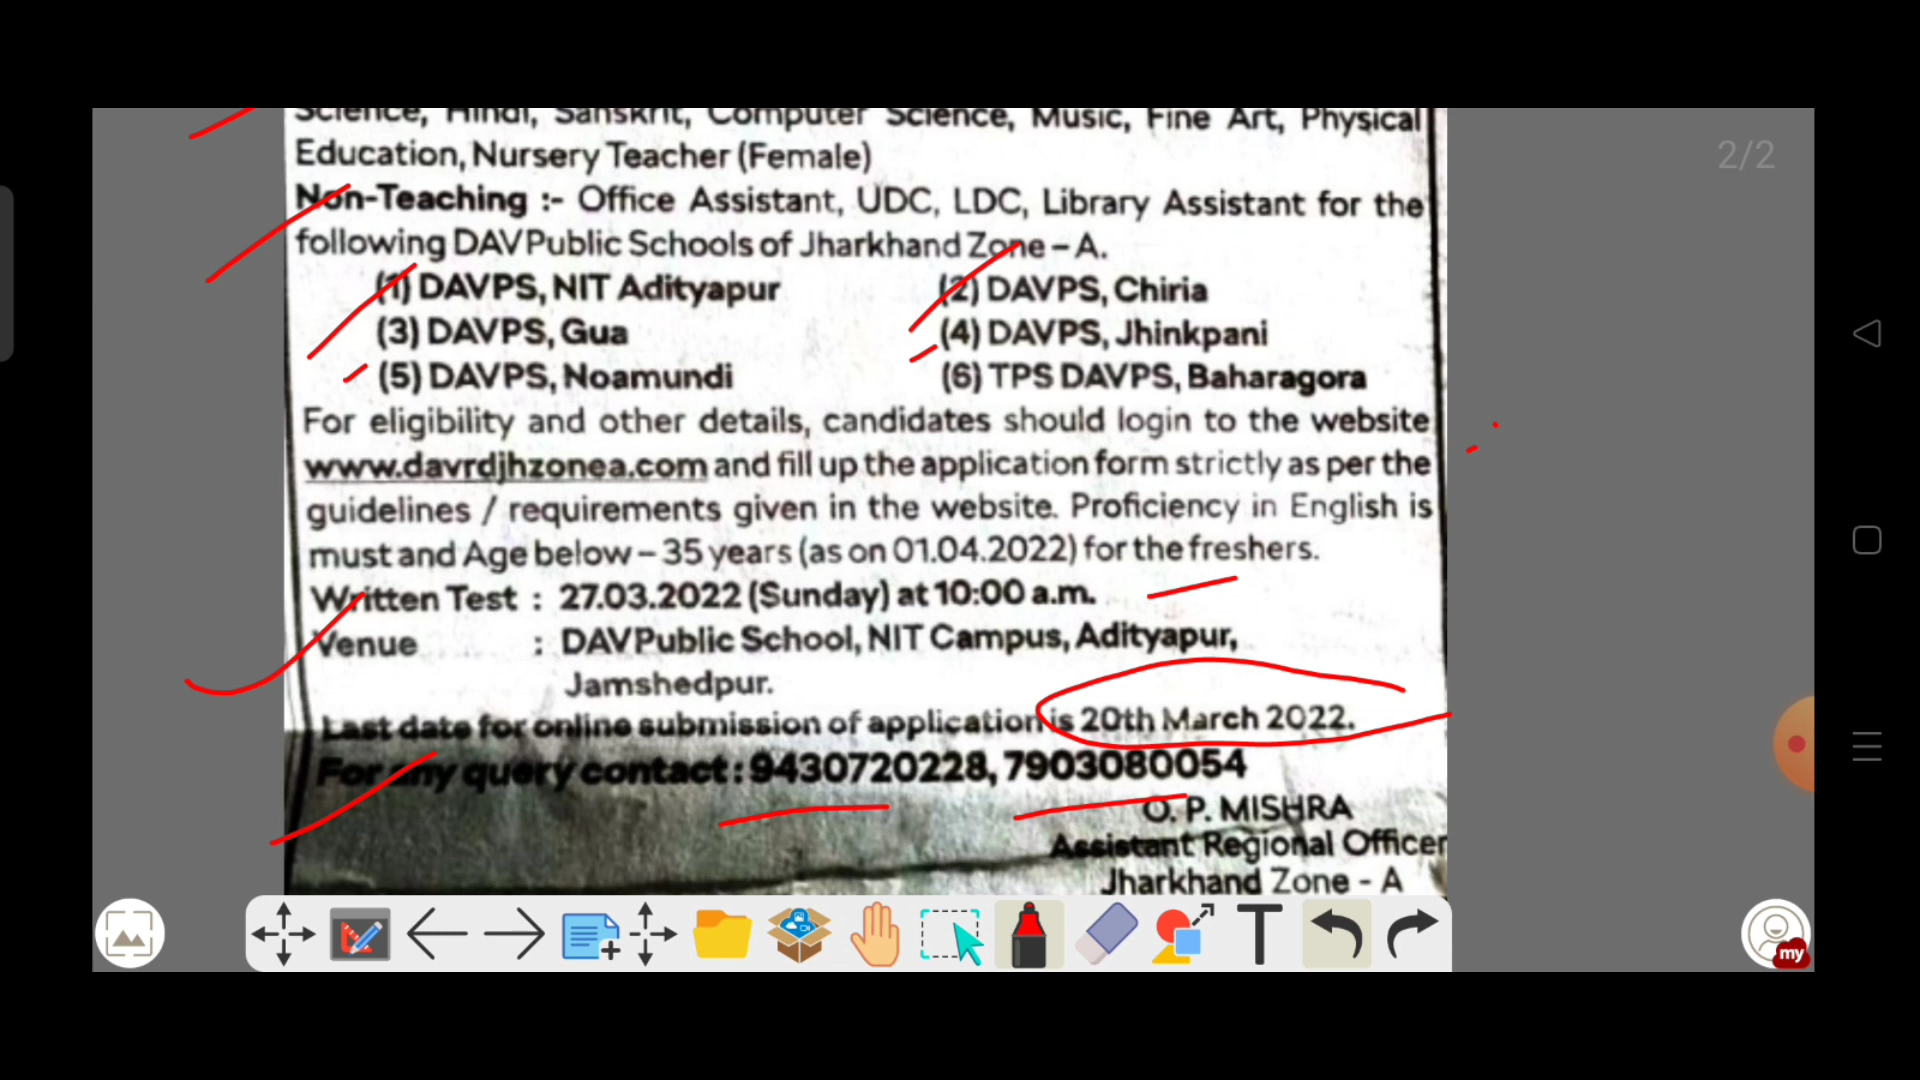 Science, Hindi, Sanskrit, Computer Science, Music, Fine Art, Physical
2/2
Education, Nursery Teacher (Female)
Non-Teaching :- Office Assistant, UDC, LDC, Library Assistant for the
following DAV Public Schools of Jharkhand Zone – A.
(1) DAVPS, NIT Adityapur (2) DAVPS, Chiria
(3) DAVPS, Gua (4) DAVPS, Jhinkpani
(5) DAVPS, Noamundi (6) TPS DAVPS, Baharagora
For eligibility and other details, candidates should login to the website
www.davrdjhzonea.com and fill up the application form strictly as per the
guidelines / requirements given in the website. Proficiency in English is
must and Age below – 35 years (as on 01.04.2022) for the freshers.
Written Test : 27.03.2022 (Sunday) at 10:00 a.m.
Venue : DAV Public School, NIT Campus, Adityapur,
Jamshedpur.
Last date for online submission of application is 20th March 2022.
For any query contact : 9430720228, 7903080054
O. P. MISHRA
Assistant Regional Officer
Jharkhand Zone - A
T
my